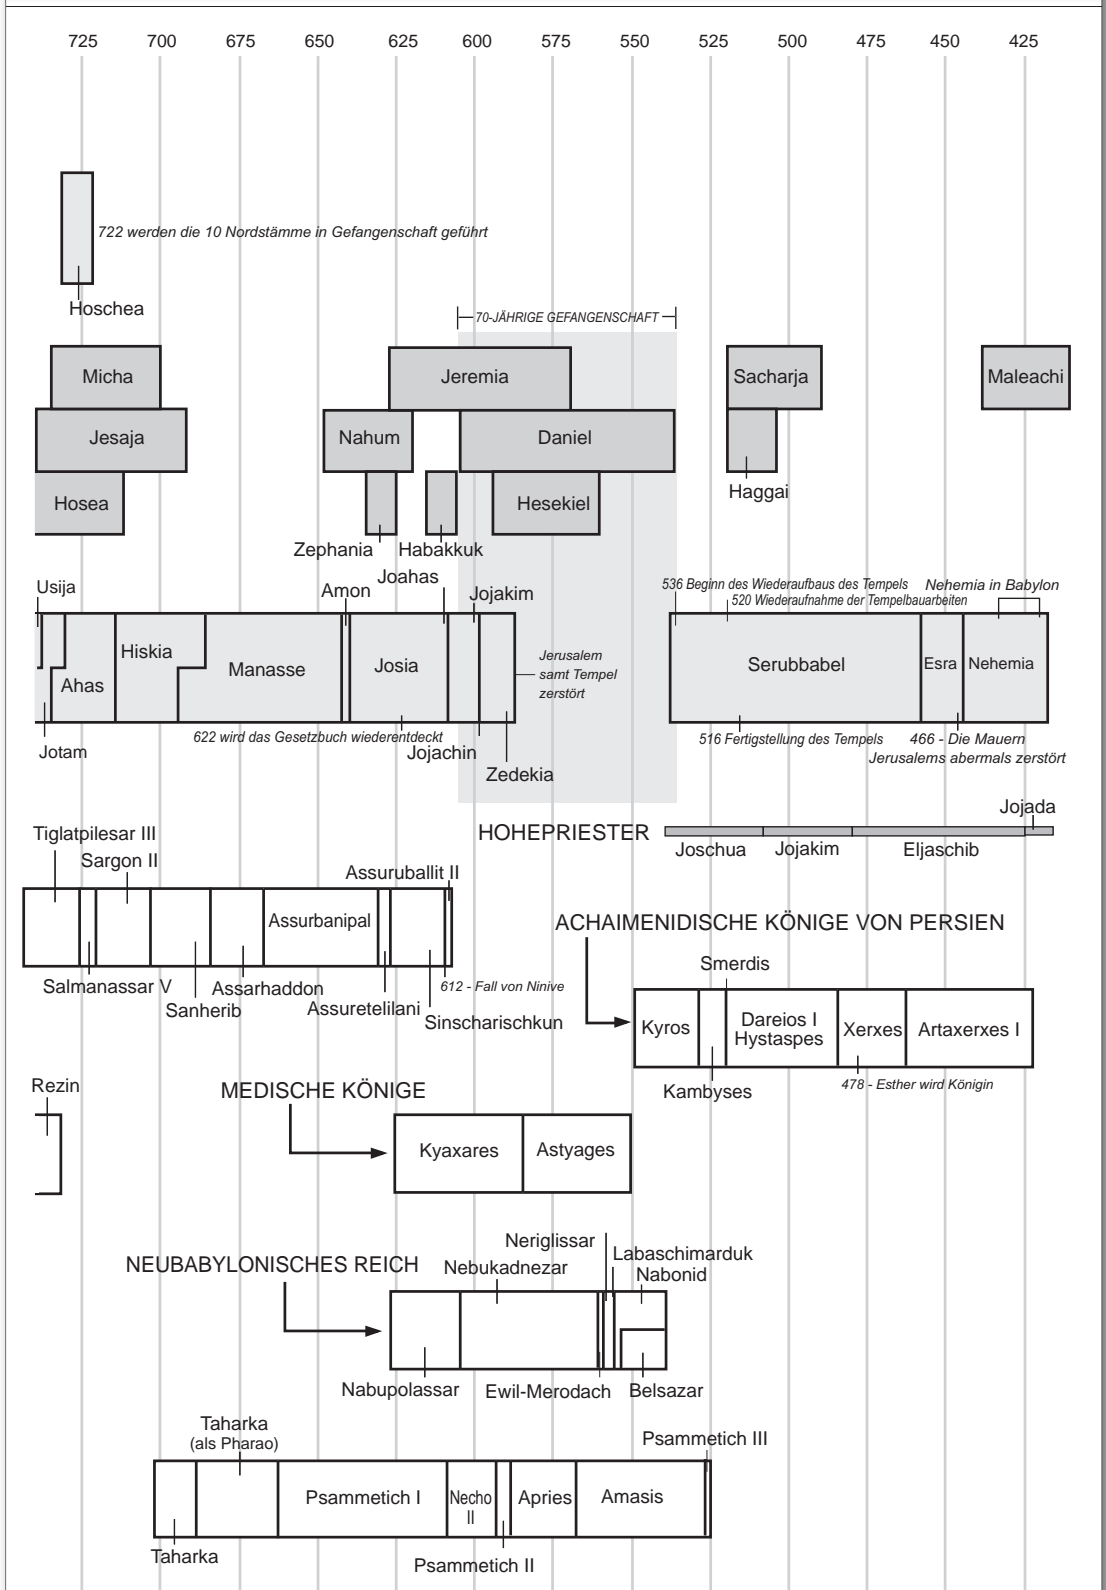 725 700 675 650 625 600 575 550 525 500 475 450 425
722 werden die 10 Nordstämme in Gefangenschaft geführt
Hoschea
70-JÄHRIGE GEFANGENSCHAFT
Micha
Jeremia
Sacharja
Maleachi
Jesaja
Nahum
Daniel
Hosea
Hesekiel
Haggai
Zephania
Habakkuk
Usija
Amon
Joahas
Jojakim
536 Beginn des Wiederaufbaus des Tempels
Nehemia in Babylon
520 Wiederaufnahme der Tempelbauarbeiten
Ahas
Hiskia
Manasse
Josia
Jerusalem
samt Tempel
zerstört
Serubbabel
Esra
Nehemia
Jotam
622 wird das Gesetzbuch wiederentdeckt
Jojachin
Zedekia
516 Fertigstellung des Tempels
466 - Die Mauern
Jerusalems abermals zerstört
HOHEPRIESTER
Jojada
Joschua
Jojakim
Eljaschib
Tiglatpilesar III
Sargon II
Assuruballit II
Assurbanipal
Salmanassar V
Sanherib
Assarhaddon
Assuretelilani
612 - Fall von Ninive
Sinscharischkun
ACHAIMENIDISCHE KÖNIGE VON PERSIEN
Smerdis
Kyros
Dareios I
Hystaspes
Xerxes
Artaxerxes I
Kambyses
478 - Esther wird Königin
Rezin
MEDISCHE KÖNIGE
Kyaxares
Astyages
NEUBABYLONISCHES REICH
Neriglissar
Labaschimarduk
Nebukadnezar
Nabonid
Nabupolassar
Ewil-Merodach
Belsazar
Taharka
(als Pharao)
Psammetich III
Psammetich I
Necho
II
Apries
Amasis
Taharka
Psammetich II